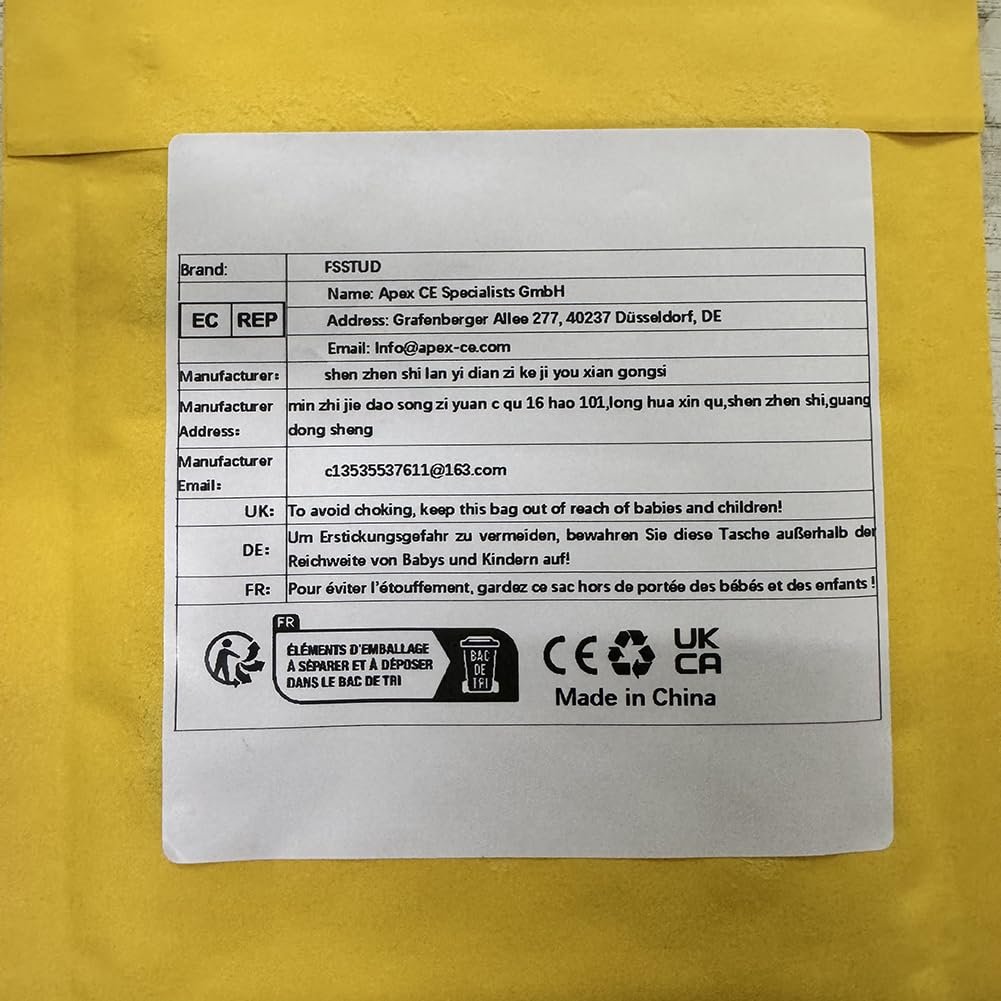 Brand: FSSTUD
Name: Apex CE Specialists GmbH
EC REP Address: Grafenberger Allee 277, 40237 Düsseldorf, DE
Email: Info@apex-ce.com
Manufacturer: shen zhen shi lan yi dian zi ke ji you xian gongsi
Manufacturer Address: min zhi jie dao song zi yuan c qu 16 hao 101,long hua xin qu,shen zhen shi,guang
dong sheng
Manufacturer Email: c13535537611@163.com
UK: To avoid choking, keep this bag out of reach of babies and children!
DE: Um Erstickungsgefahr zu vermeiden, bewahren Sie diese Tasche außerhalb der
Reichweite von Babys und Kindern auf!
FR: Pour éviter l'étouffement, gardez ce sac hors de portée des bébés et des enfants !
FR
ÉLÉMENTS D'EMBALLAGE
À SÉPARER ET À DÉPOSER
DANS LE BAC DE TRI
BAC
DE
TRI
CE
UK
CA
Made in China